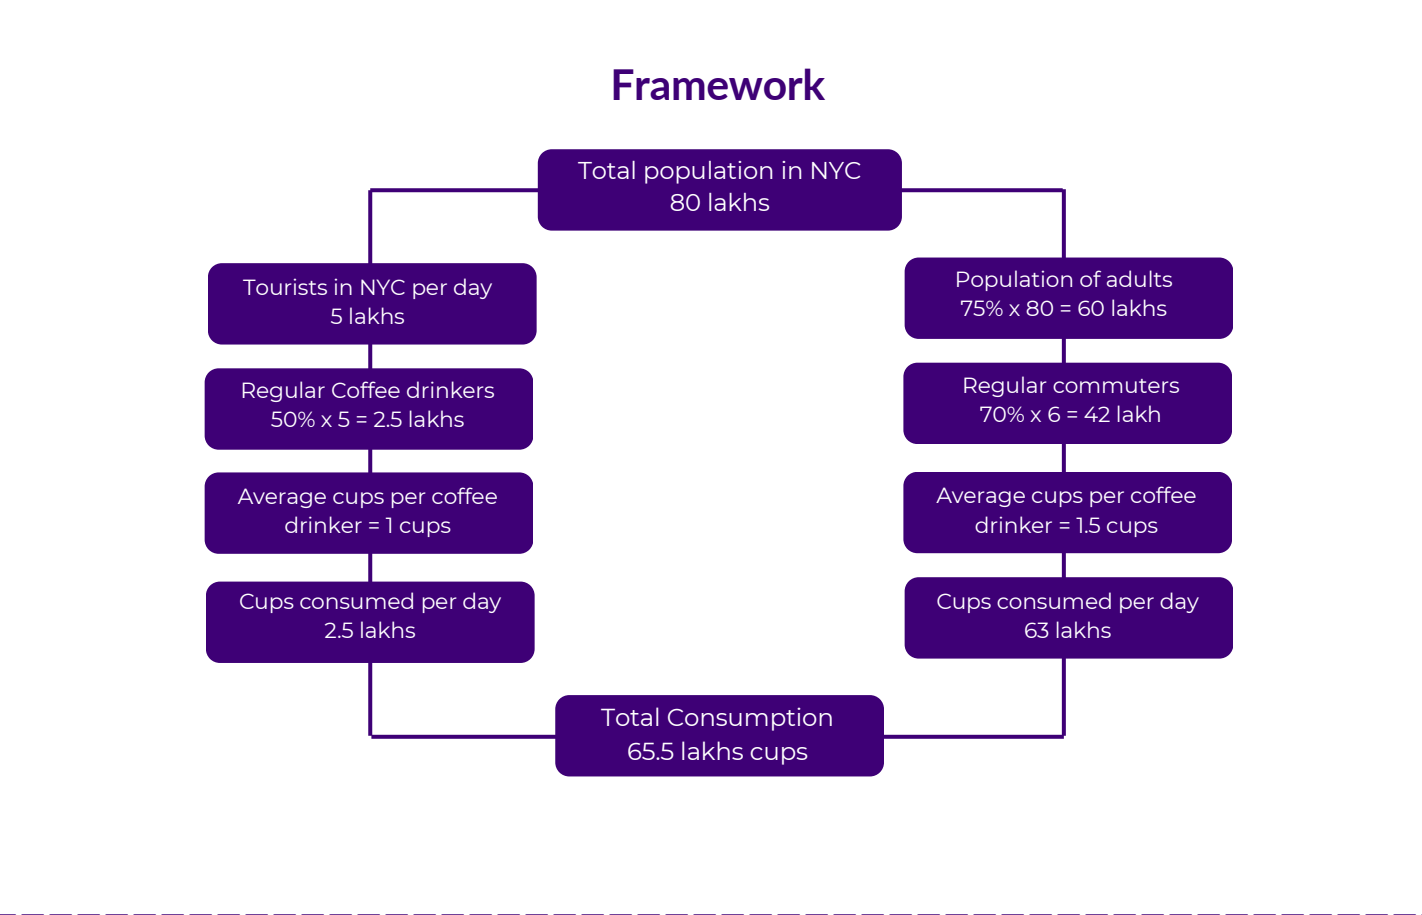 Framework
Total population in NYC
80 lakhs
Tourists in NYC per day
5 lakhs
Regular Coffee drinkers
50% x 5 = 2.5 lakhs
Average cups per coffee
drinker = 1 cups
Cups consumed per day
2.5 lakhs
Population of adults
75% x 80 = 60 lakhs
Regular commuters
70% x 6 = 42 lakh
Average cups per coffee
drinker = 1.5 cups
Cups consumed per day
63 lakhs
Total Consumption
65.5 lakhs cups